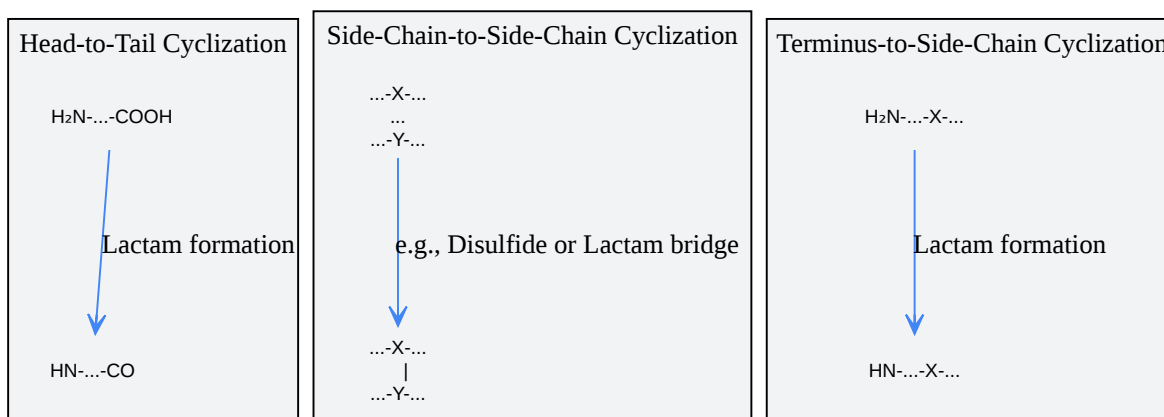 Head-to-Tail Cyclization
H₂N-...-COOH
Lactam formation
HN-...-CO
Side-Chain-to-Side-Chain Cyclization
...-X-...
...
...-Y-...
e.g., Disulfide or Lactam bridge
...-X-...
|
...-Y-...
Terminus-to-Side-Chain Cyclization
H₂N-...-X-...
Lactam formation
HN-...-X-...